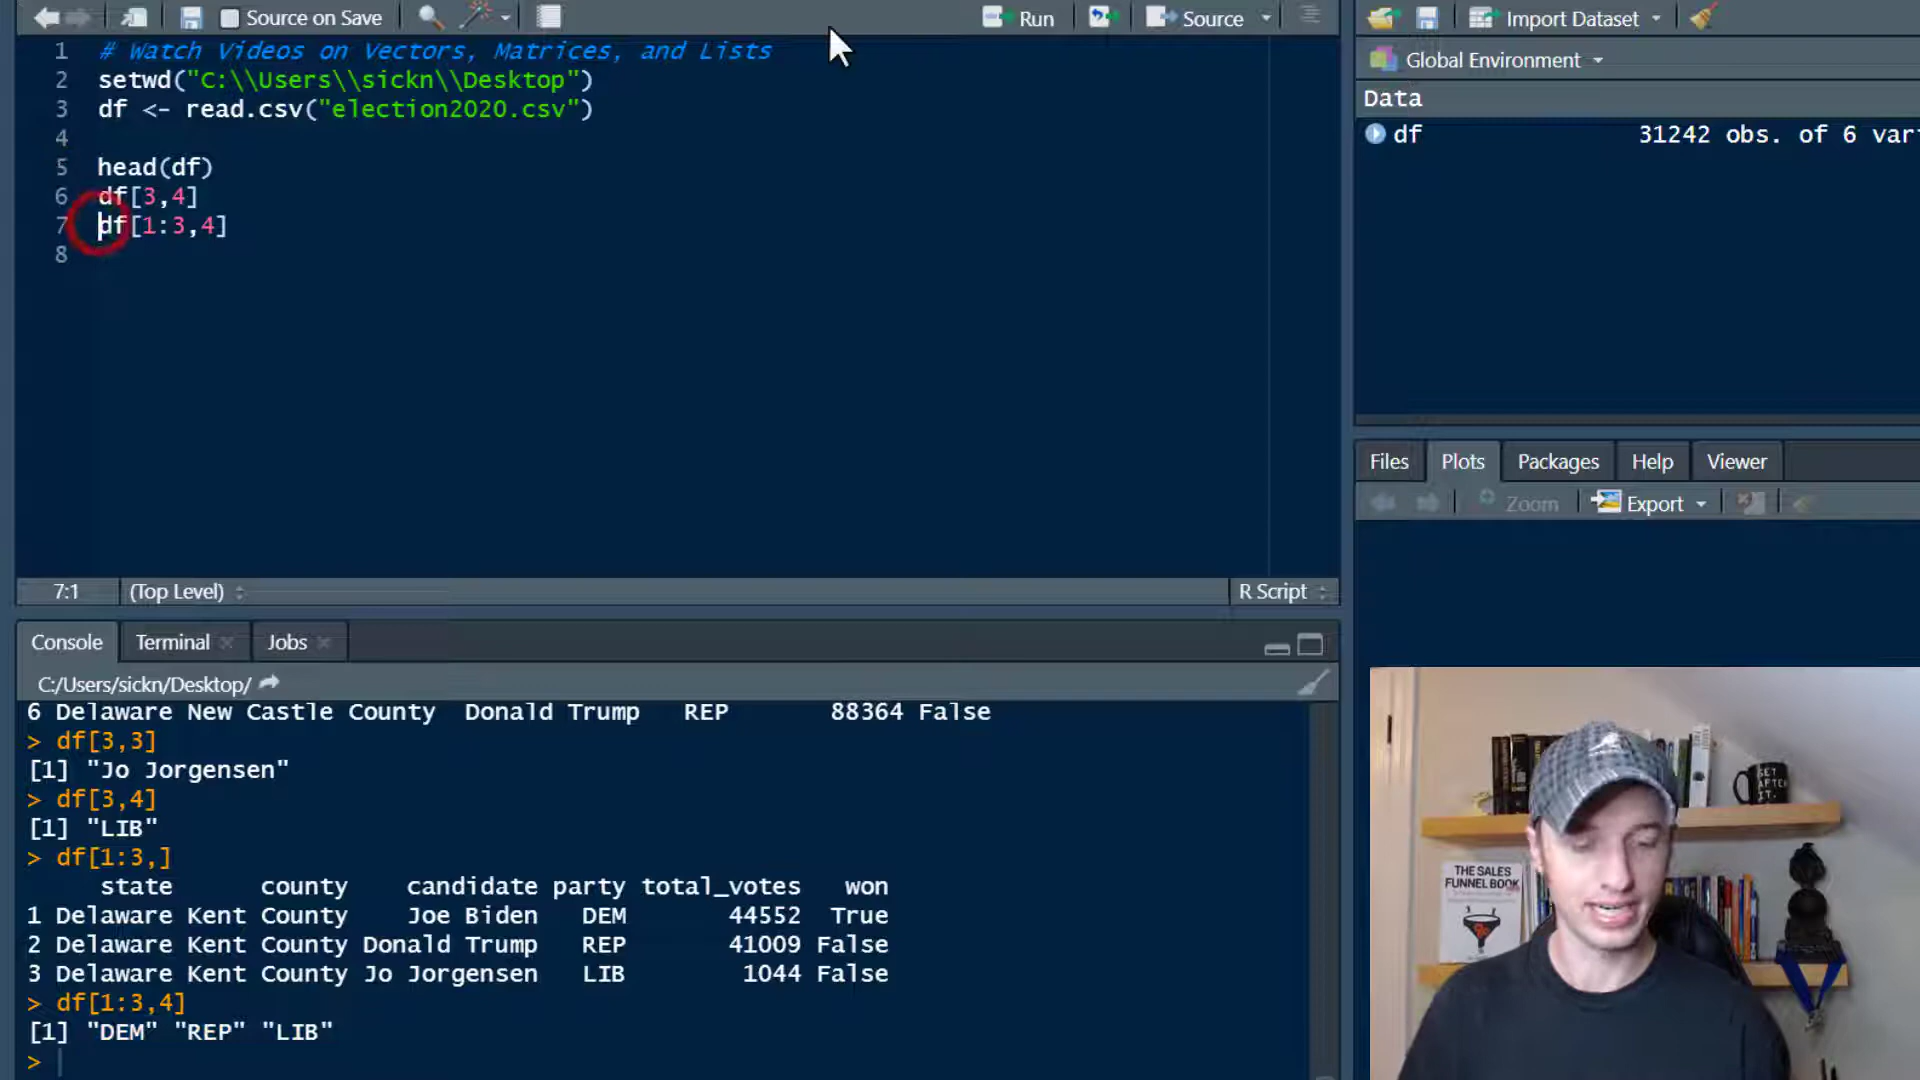 Source on Save
Run
Source
Import Dataset
1 # Watch Videos on Vectors, Matrices, and Lists
2 setwd("C:\\Users\\sickn\\Desktop")
3 df <- read.csv("election2020.csv")
4
5 head(df)
6 df[3,4]
7 df[1:3,4]
8
Global Environment
Data
df 31242 obs. of 6 vari
Files Plots Packages Help Viewer
Zoom Export
7:1 (Top Level) R Script
Console Terminal Jobs
C:/Users/sickn/Desktop/
6 Delaware New Castle County Donald Trump REP 88364 False
> df[3,3]
[1] "Jo Jorgensen"
> df[3,4]
[1] "LIB"
> df[1:3,]
state county candidate party total_votes won
1 Delaware Kent County Joe Biden DEM 44552 True
2 Delaware Kent County Donald Trump REP 41009 False
3 Delaware Kent County Jo Jorgensen LIB 1044 False
> df[1:3,4]
[1] "DEM" "REP" "LIB"
>
GET
AFTER
IT.
THE SALES
FUNNEL BOOK